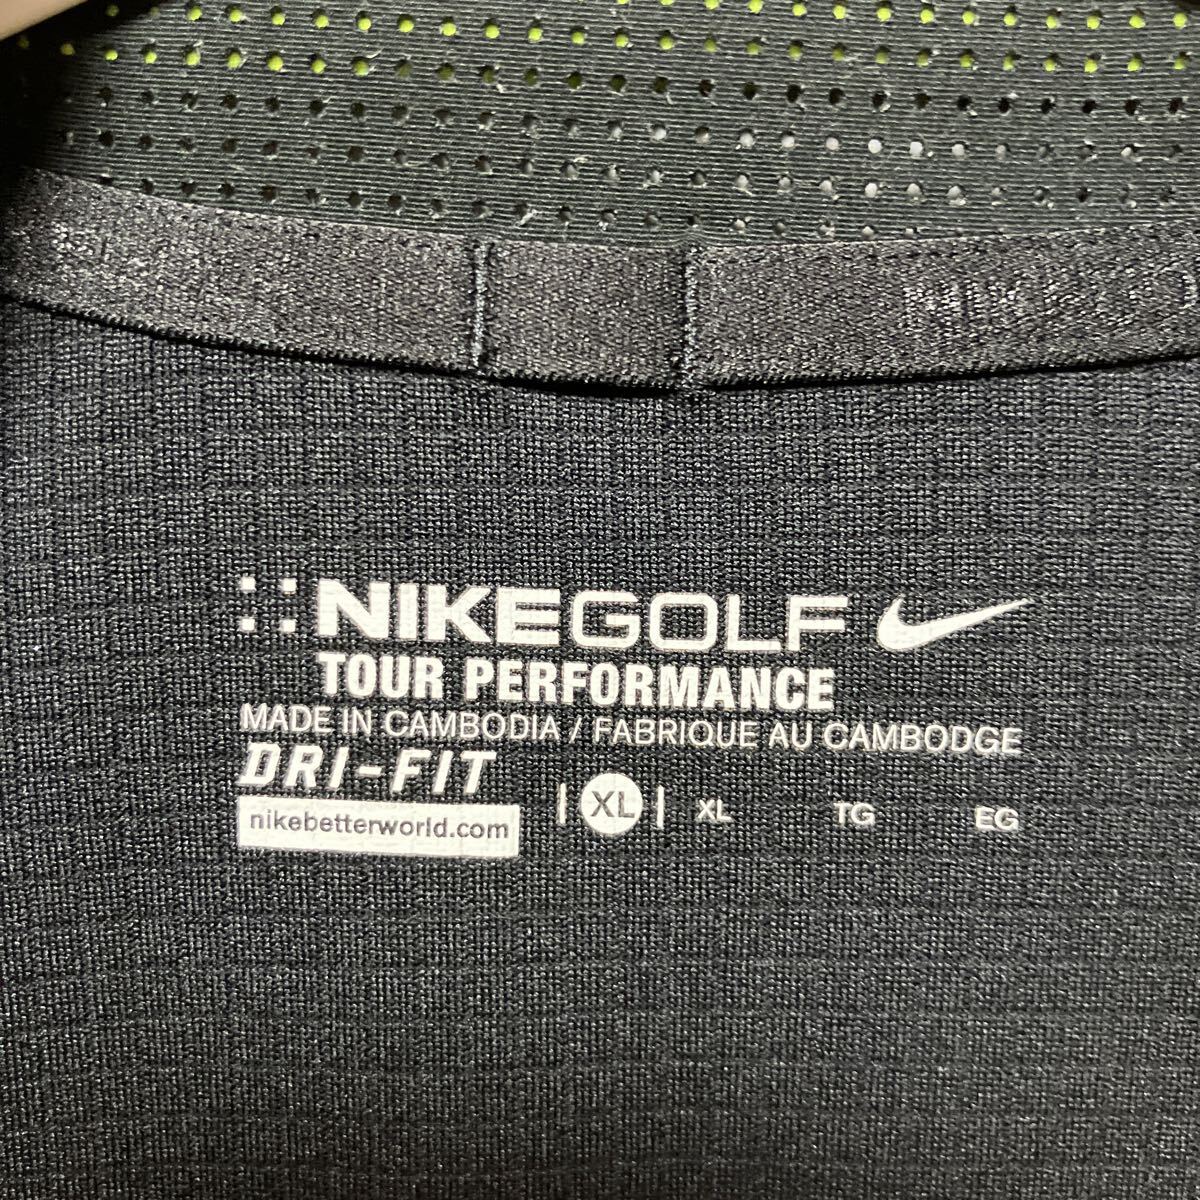 NIKEGOLF
TOUR PERFORMANCE
MADE IN CAMBODIA / FABRIQUE AU CAMBODGE
DRI-FIT
nikebetterworld.com
XL XL TG EG